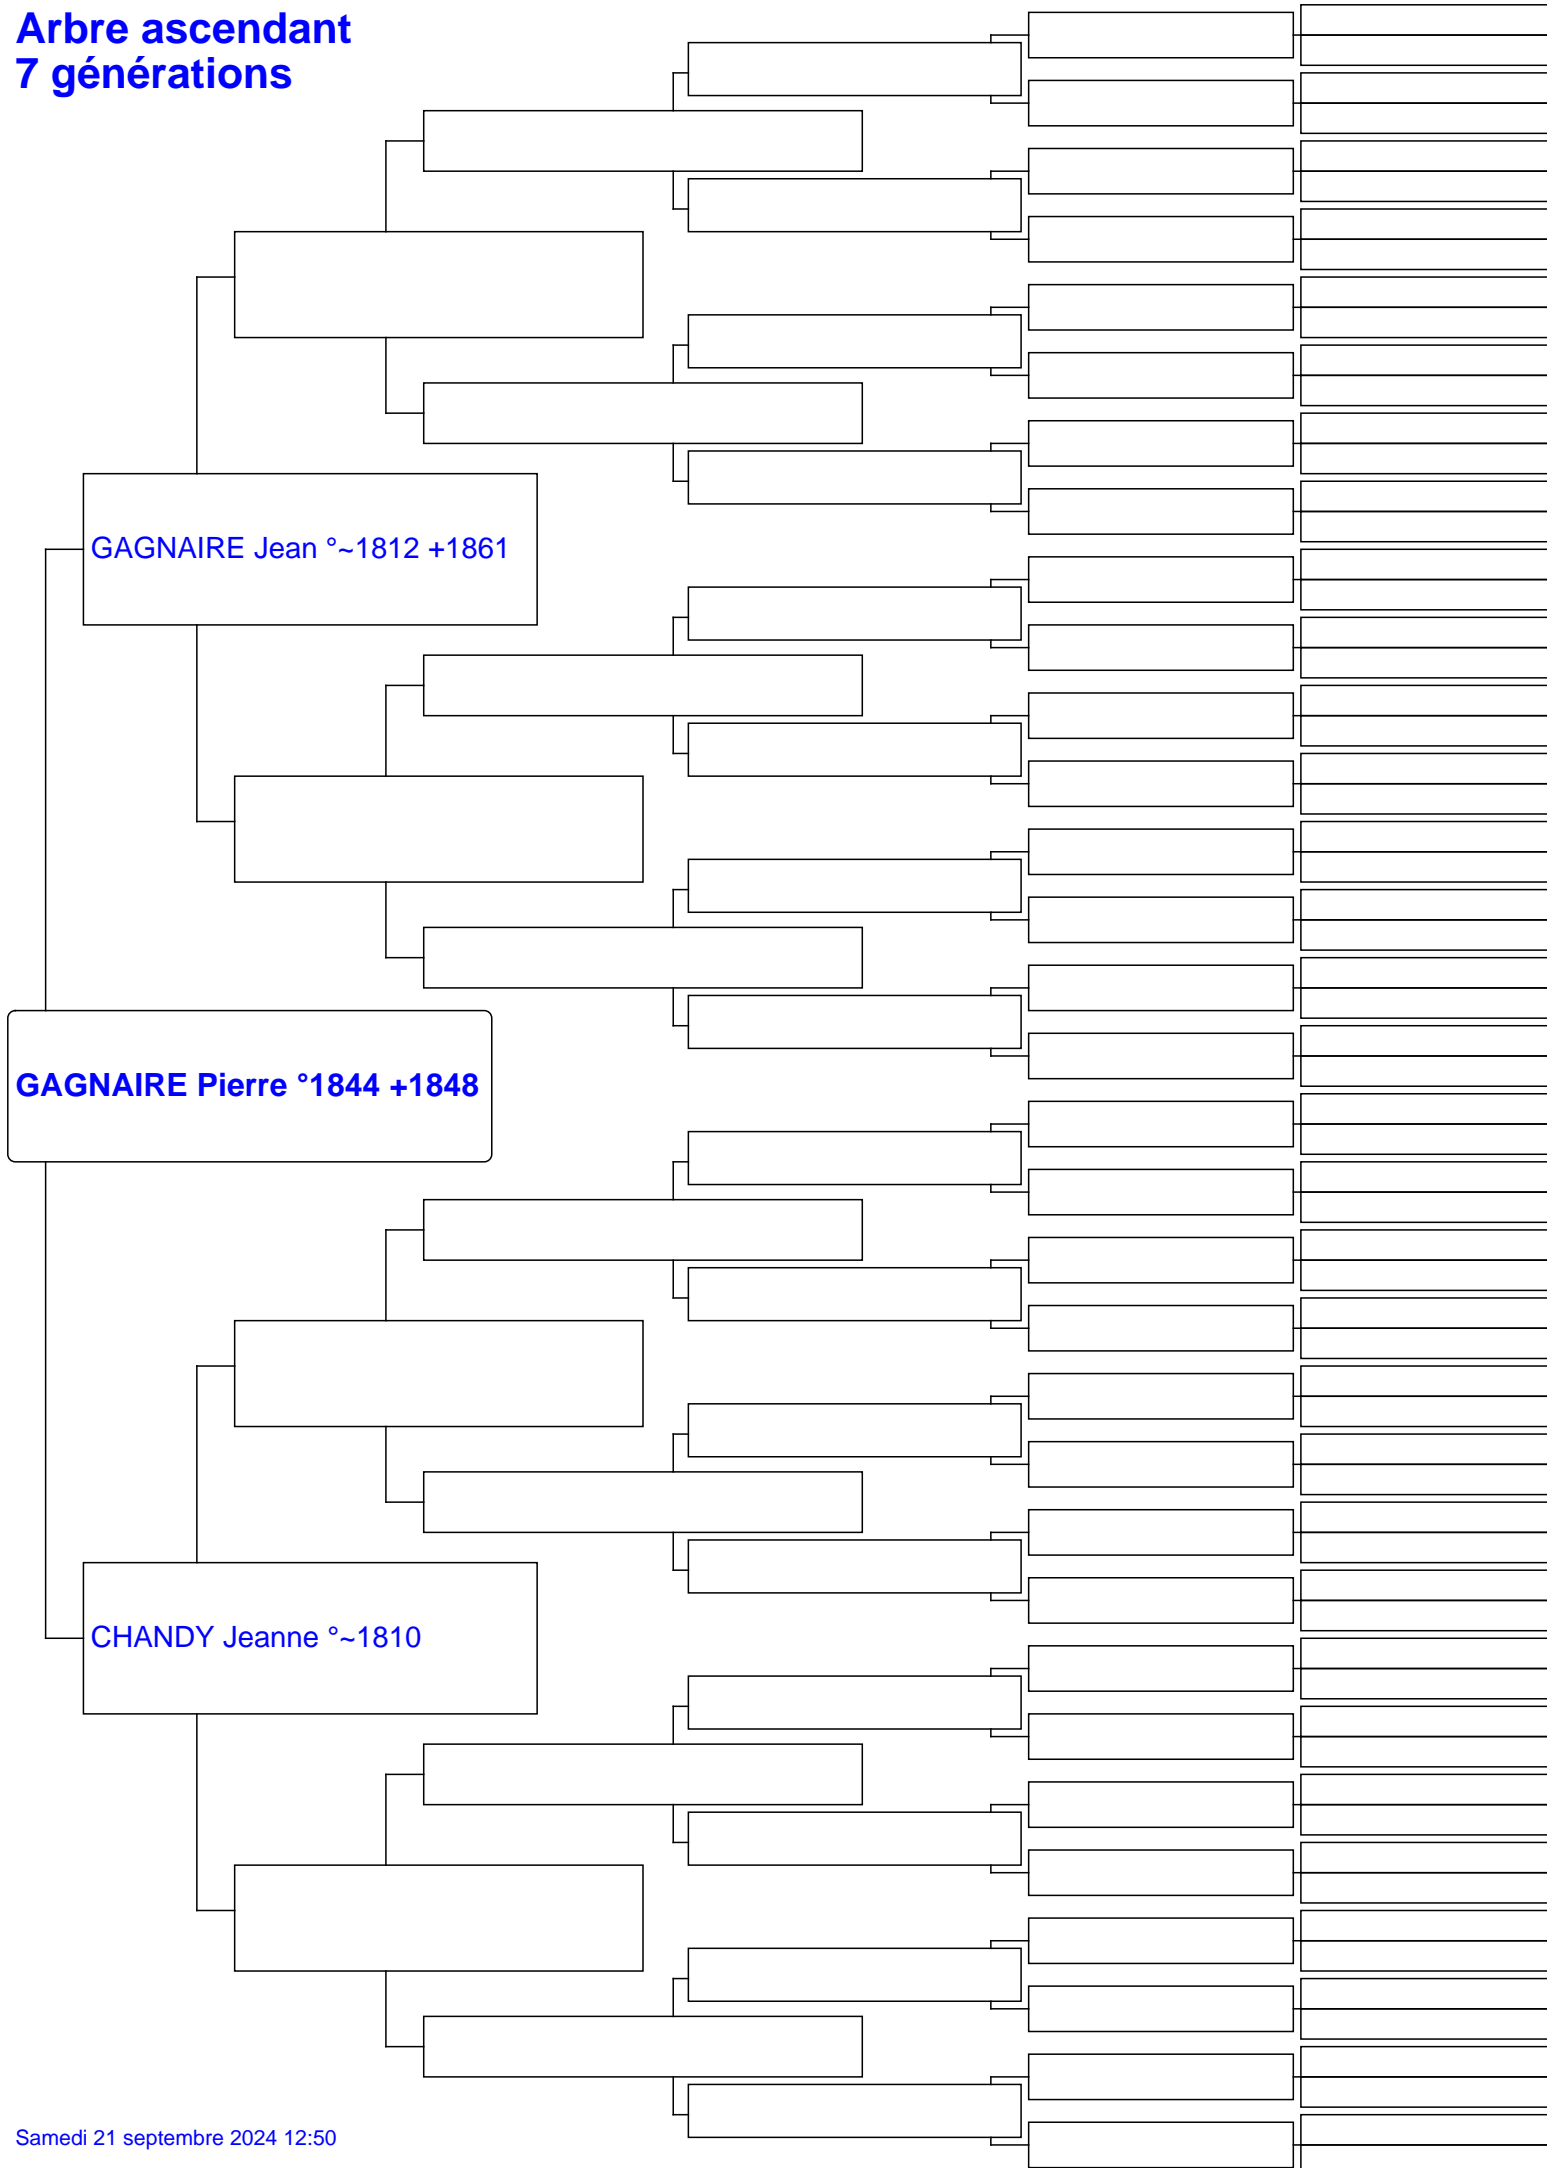 Arbre ascendant
7 générations
GAGNAIRE Jean °~1812 +1861
GAGNAIRE Pierre °1844 +1848
CHANDY Jeanne °~1810
Samedi 21 septembre 2024 12:50